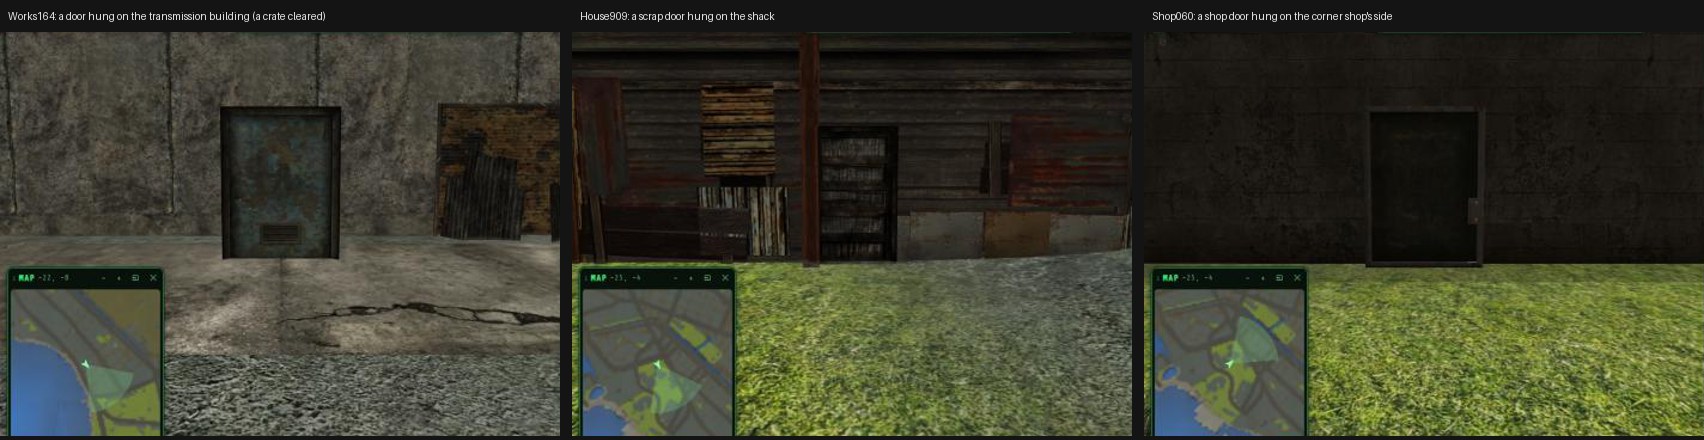 Works164: a door hung on the transmission building (a crate cleared)
House909: a scrap door hung on the shack
Shop060: a shop door hung on the corner shop's side
MAP -22, -8
MAP -23, -4
MAP -23, -4